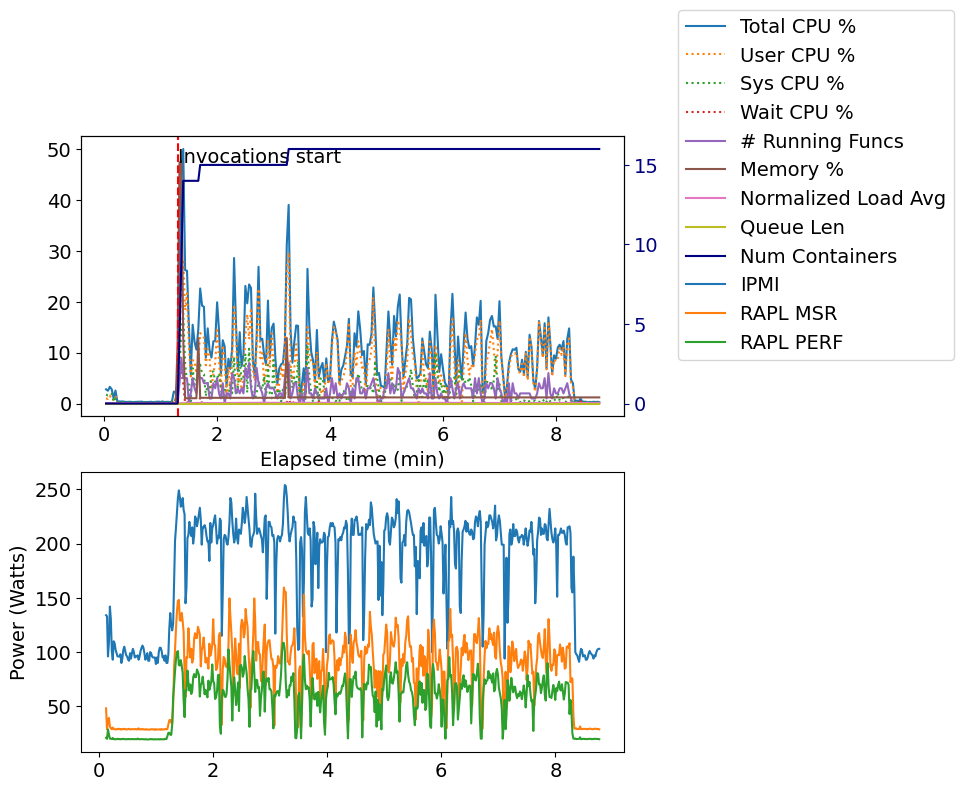 Total CPU %
User CPU %
Sys CPU %
Wait CPU %
# Running Funcs
Memory %
Normalized Load Avg
Queue Len
Num Containers
IPMI
RAPL MSR
RAPL PERF
Invocations start
50
40
30
20
10
0
15
10
5
0
0 2 4 6 8
Elapsed time (min)
Power (Watts)
250
200
150
100
50
0 2 4 6 8